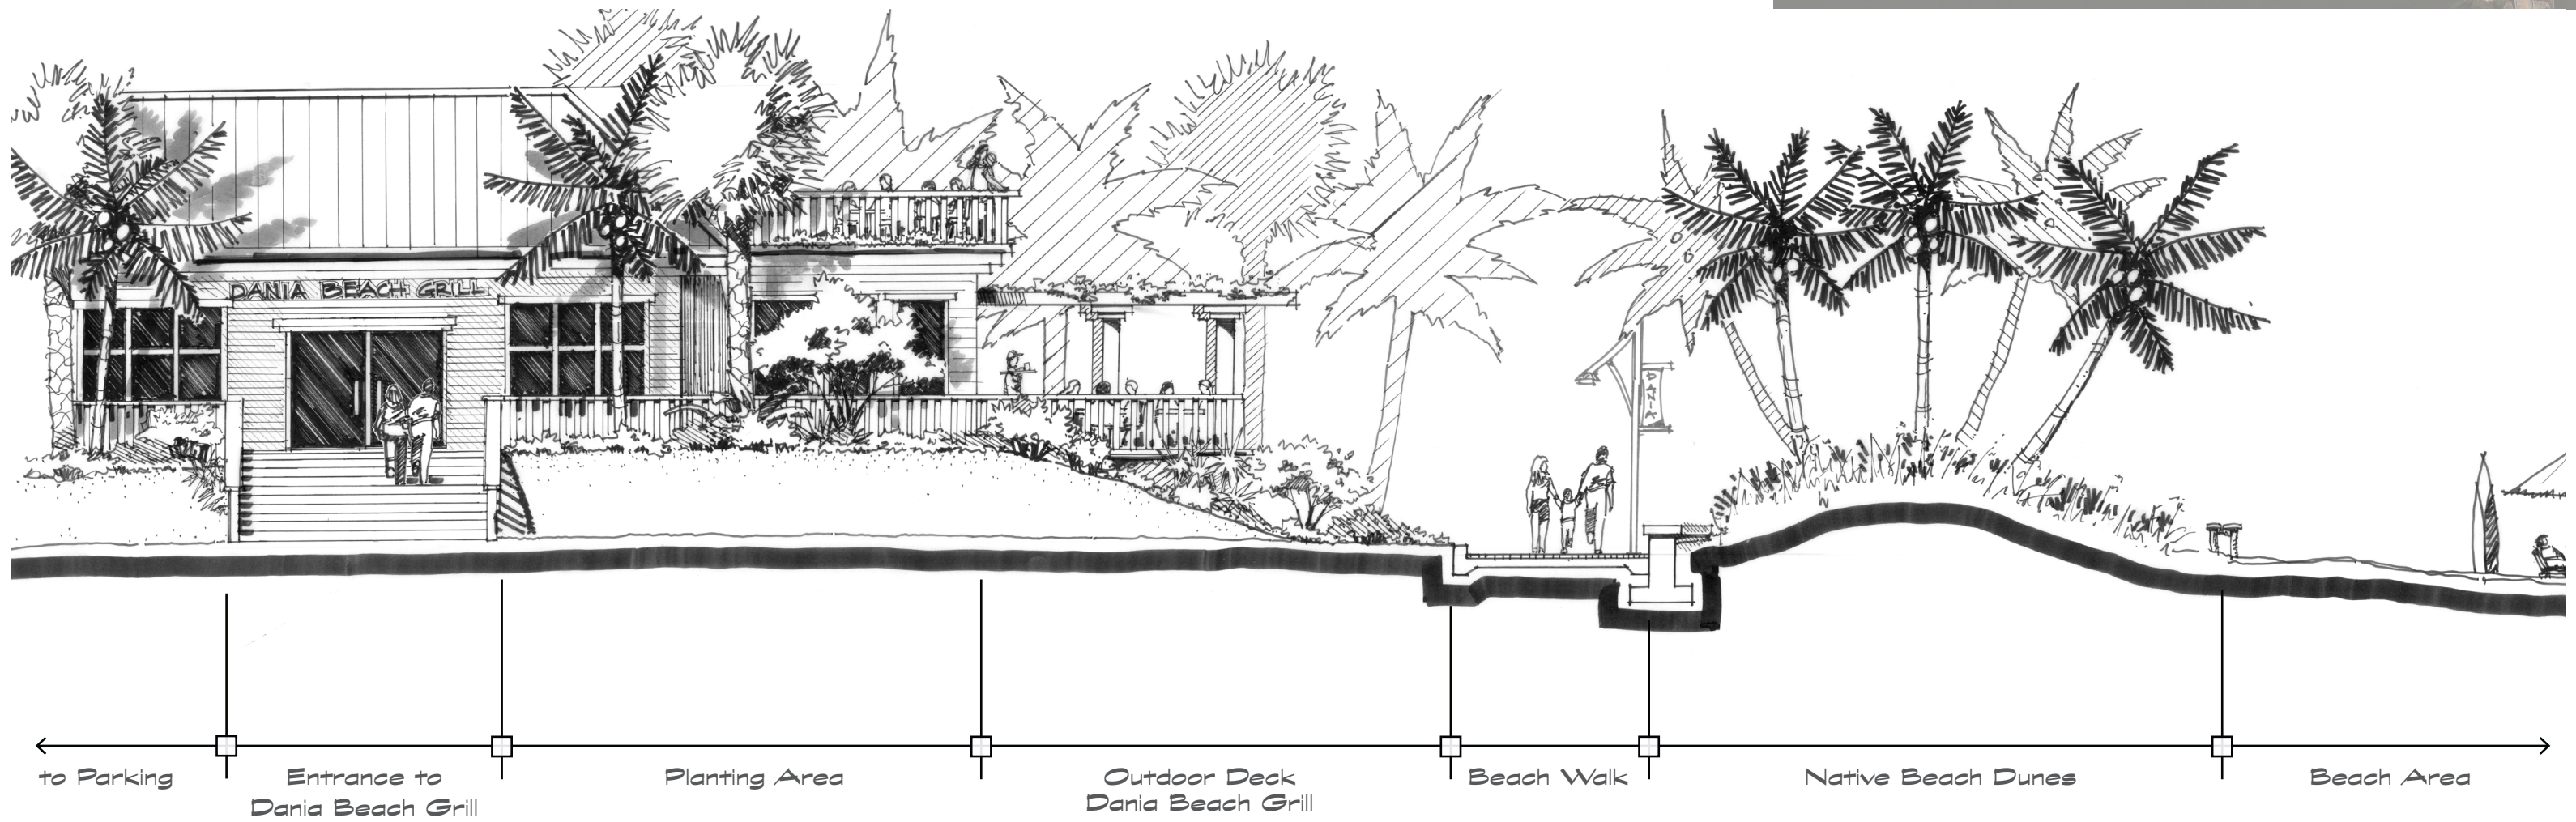 DANIA BEACH GRILL
DANIA
to Parking
Entrance to
Dania Beach Grill
Planting Area
Outdoor Deck
Dania Beach Grill
Beach Walk
Native Beach Dunes
Beach Area